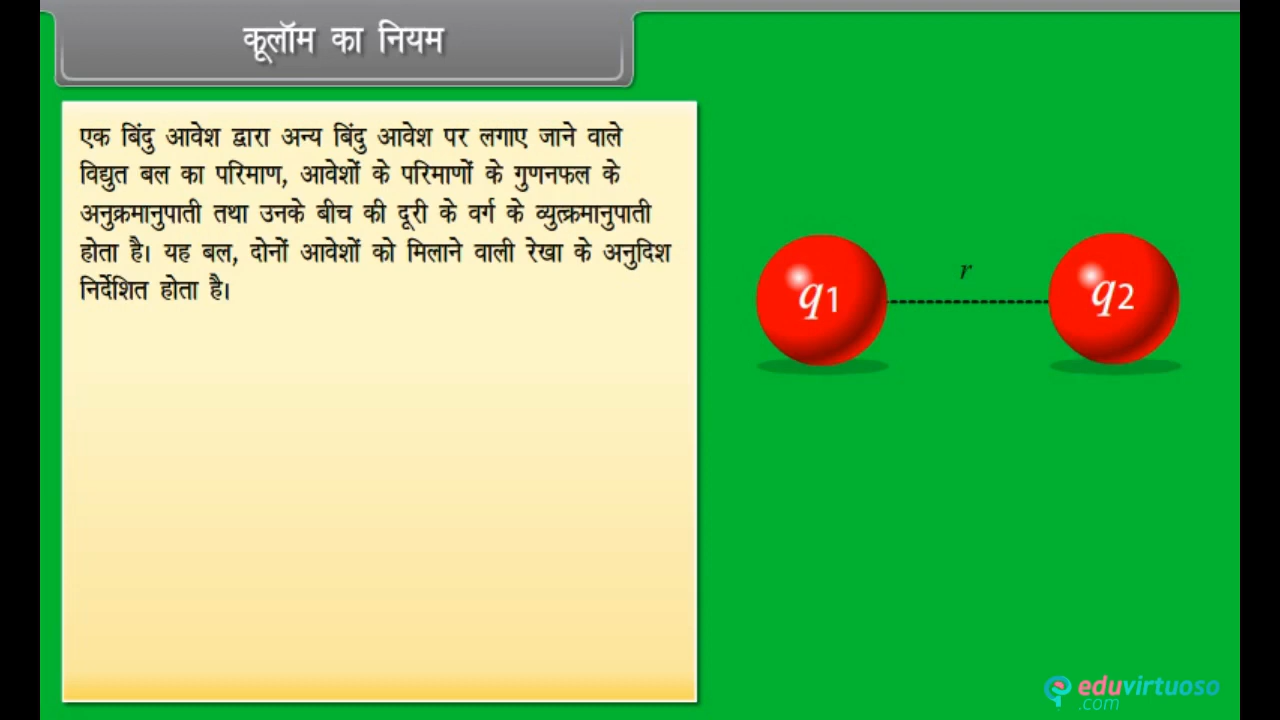 कूलॉम का नियम
एक बिंदु आवेश द्वारा अन्य बिंदु आवेश पर लगाए जाने वाले
विद्युत बल का परिमाण, आवेशों के परिमाणों के गुणनफल के
अनुक्रमानुपाती तथा उनके बीच की दूरी के वर्ग के व्युत्क्रमानुपाती
होता है। यह बल, दोनों आवेशों को मिलाने वाली रेखा के अनुदिश
निर्देशित होता है।
r
q1
q2
eduvirtuoso
.com